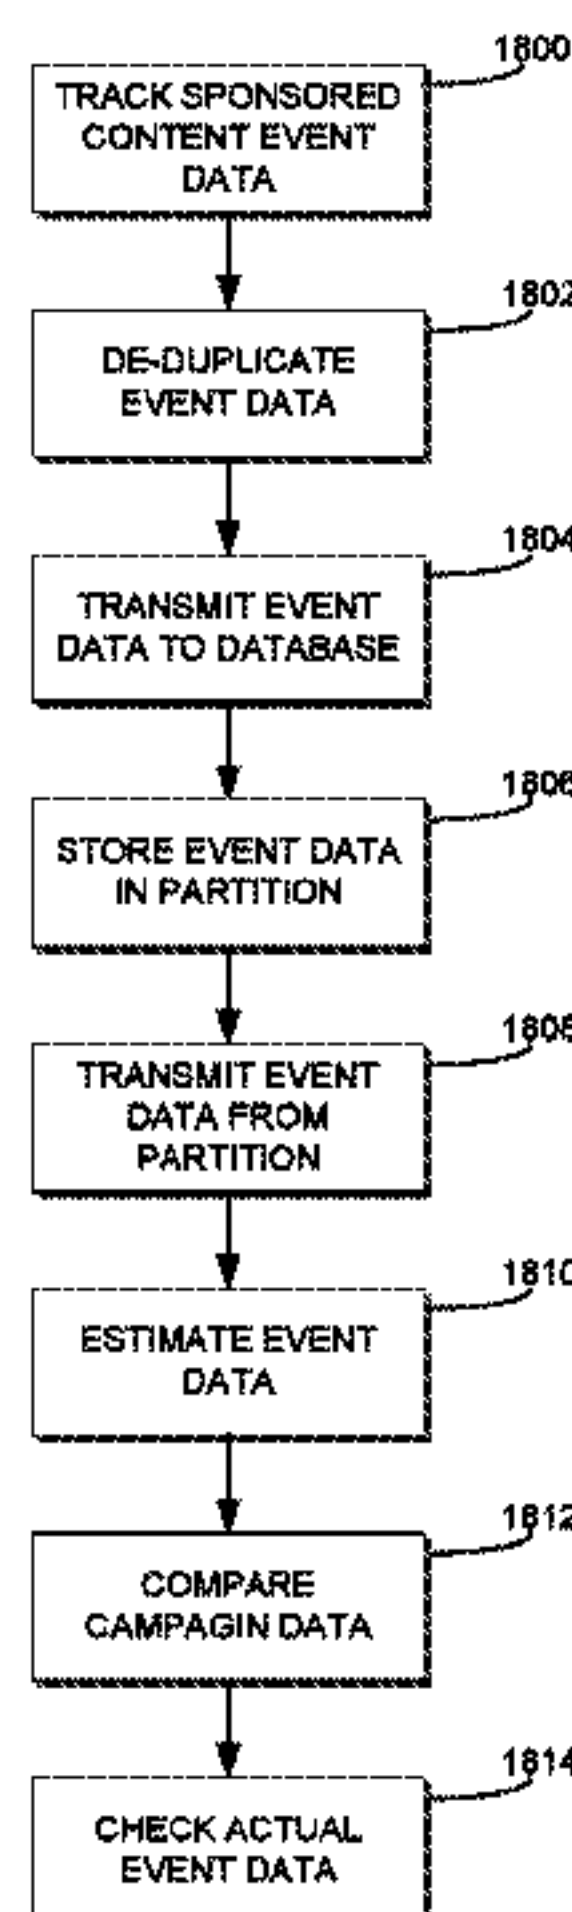 1800
TRACK SPONSORED
CONTENT EVENT
DATA
1802
DE-DUPLICATE
EVENT DATA
1804
TRANSMIT EVENT
DATA TO DATABASE
1806
STORE EVENT DATA
IN PARTITION
1808
TRANSMIT EVENT
DATA FROM
PARTITION
1810
ESTIMATE EVENT
DATA
1812
COMPARE
CAMPAGIN DATA
1814
CHECK ACTUAL
EVENT DATA